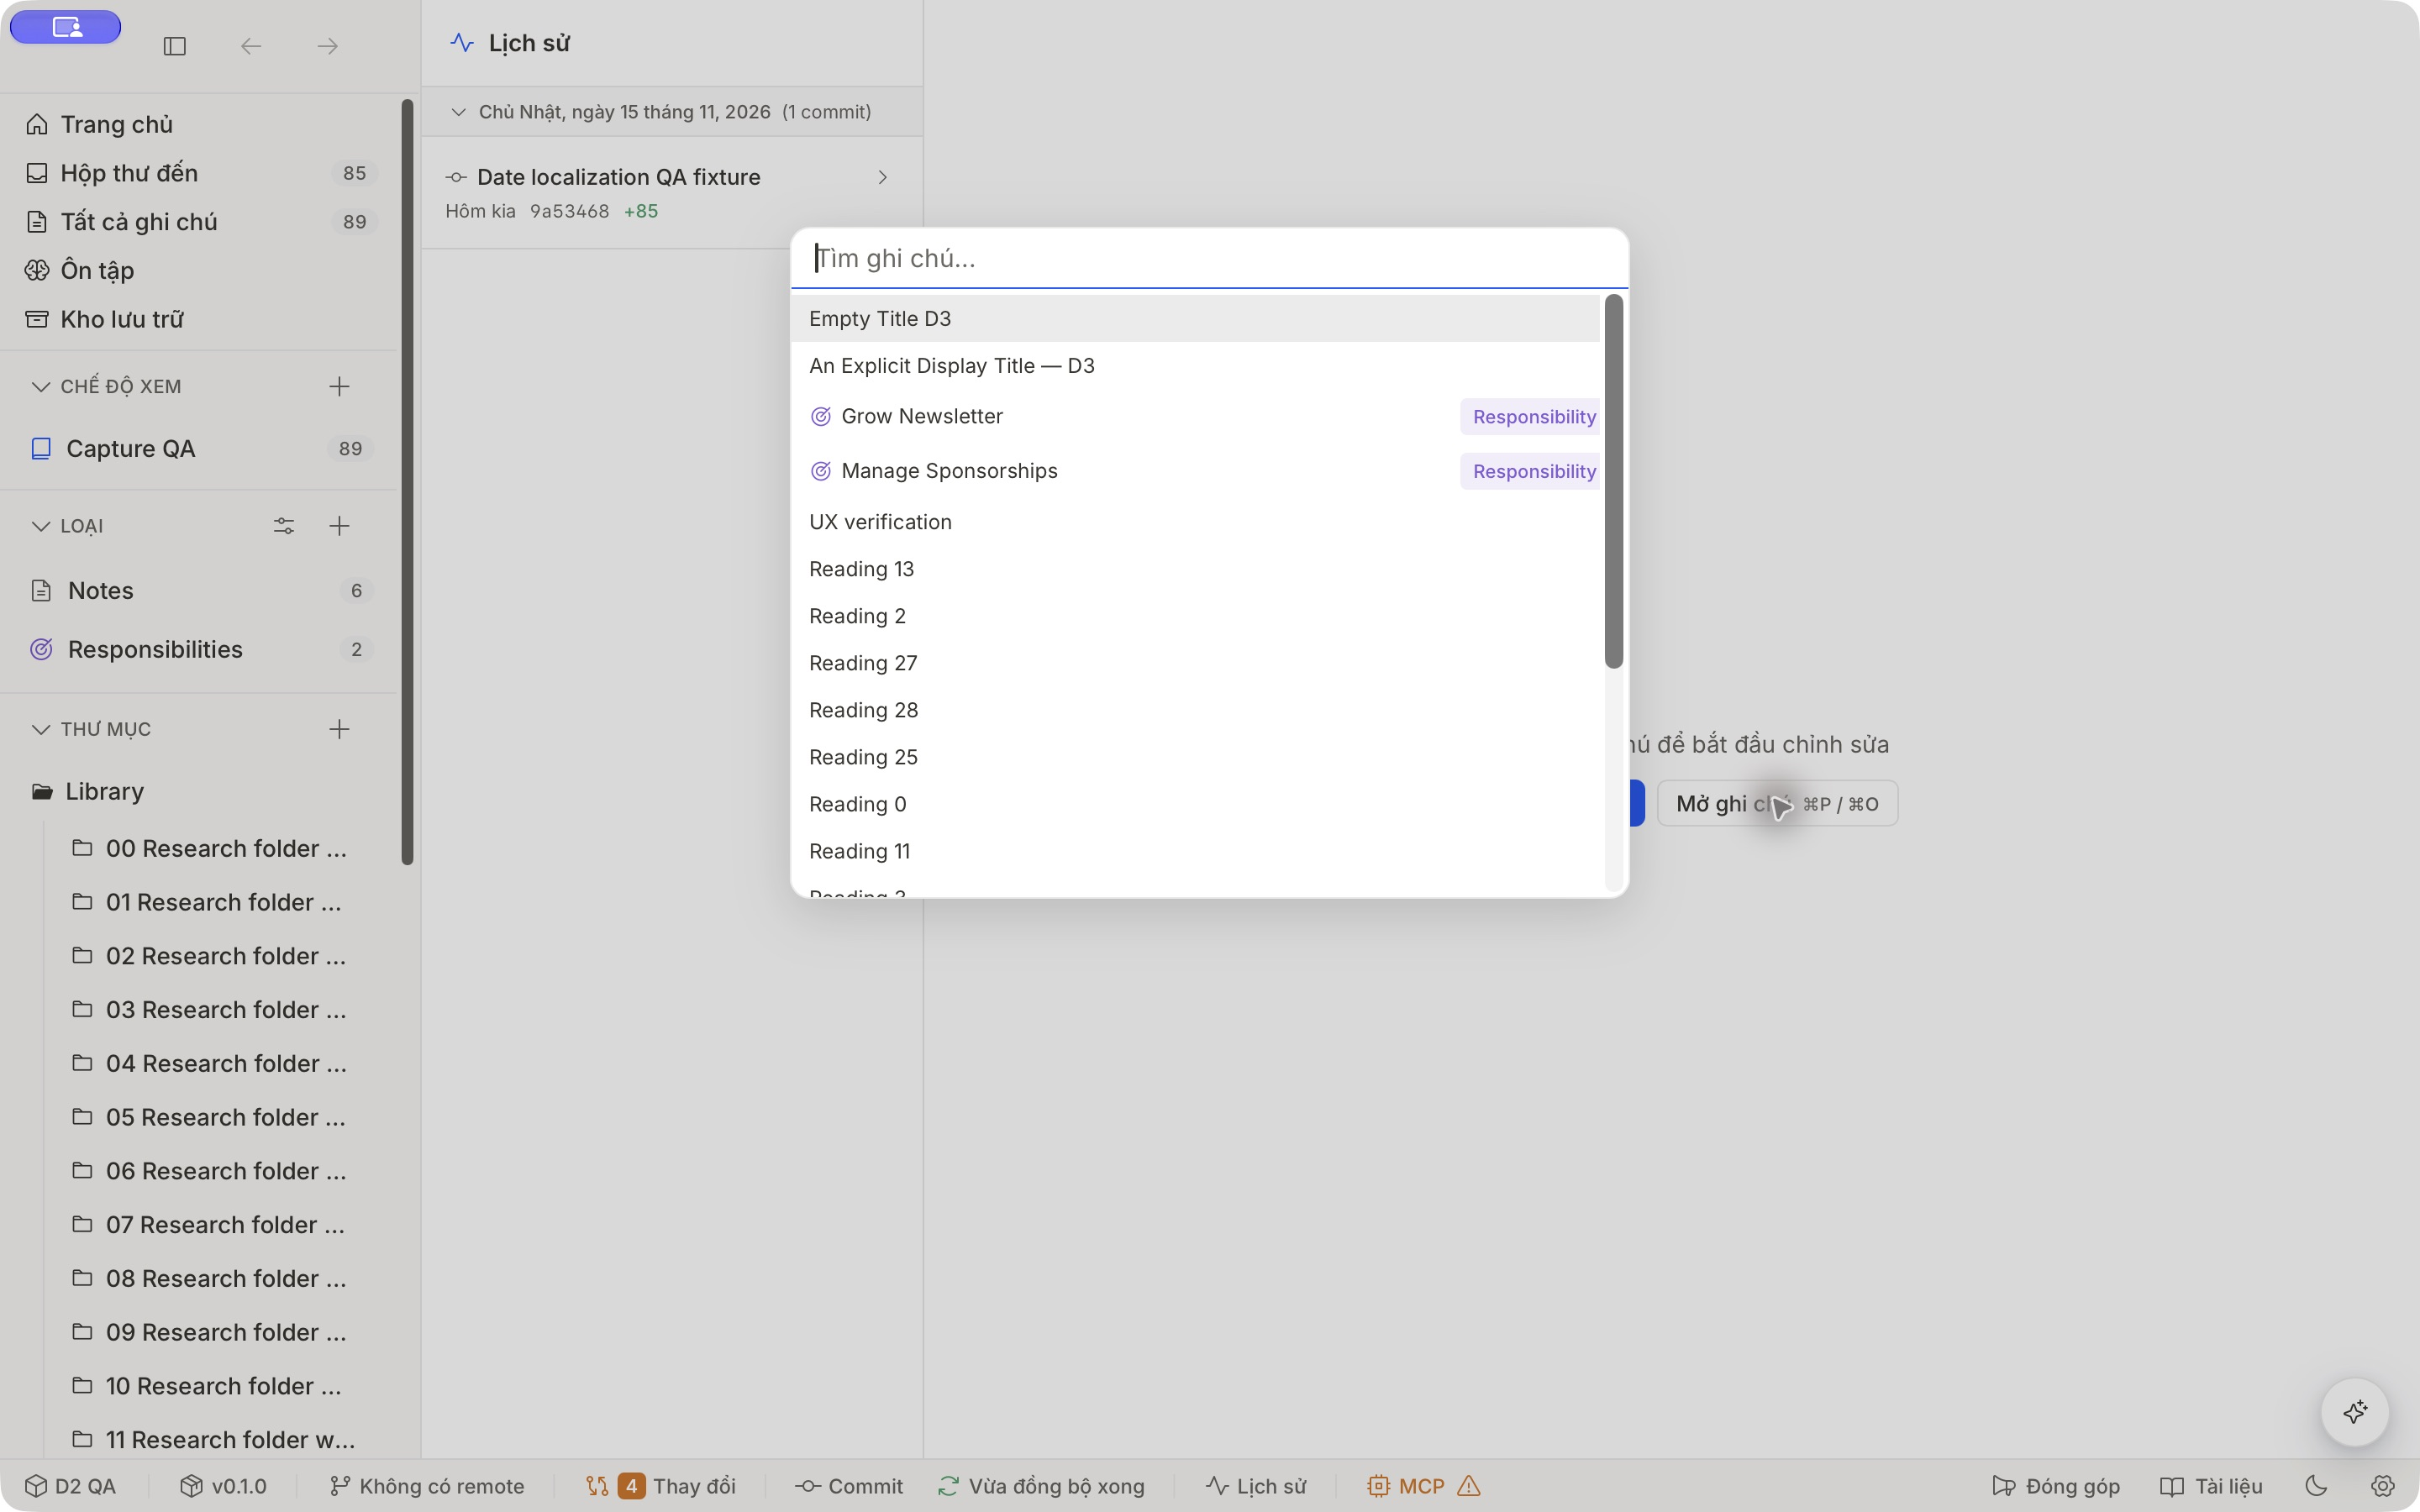 Trang chủ
Hộp thư đến 85
Tất cả ghi chú 89
Ôn tập
Kho lưu trữ
CHẾ ĐỘ XEM
Capture QA 89
LOẠI
Notes 6
Responsibilities 2
THƯ MỤC
Library
00 Research folder ...
01 Research folder ...
02 Research folder ...
03 Research folder ...
04 Research folder ...
05 Research folder ...
06 Research folder ...
07 Research folder ...
08 Research folder ...
09 Research folder ...
10 Research folder ...
11 Research folder w...
Lịch sử
Chủ Nhật, ngày 15 tháng 11, 2026 (1 commit)
Date localization QA fixture
Hôm kia 9a53468 +85
Tìm ghi chú...
Empty Title D3
An Explicit Display Title — D3
Grow Newsletter Responsibility
Manage Sponsorships Responsibility
UX verification
Reading 13
Reading 2
Reading 27
Reading 28
Reading 25
Reading 0
Reading 11
để bắt đầu chỉnh sửa
Mở ghi ⌘P / ⌘O
D2 QA v0.1.0 Không có remote 4 Thay đổi Commit Vừa đồng bộ xong Lịch sử MCP Đóng góp Tài liệu